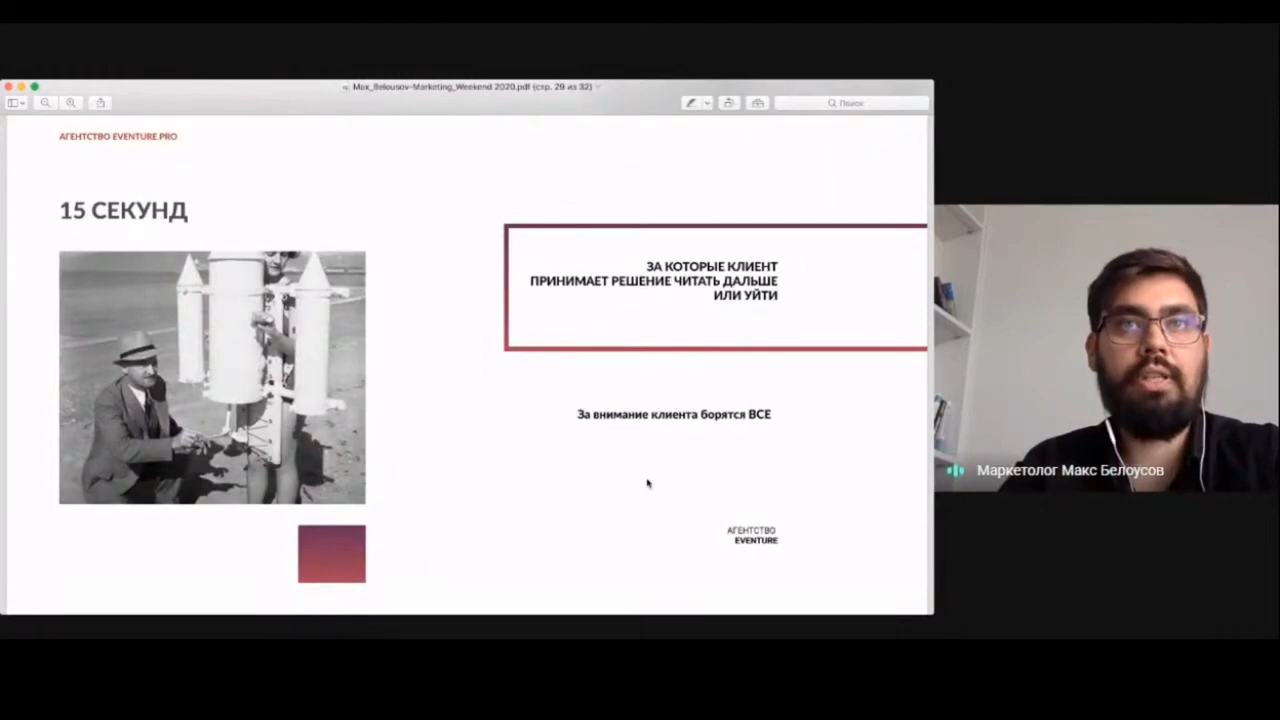 Max_Belousov-Marketing_Weekend 2020.pdf (стр. 29 из 32)
Поиск
АГЕНТСТВО EVENTURE.PRO
15 СЕКУНД
ЗА КОТОРЫЕ КЛИЕНТ
ПРИНИМАЕТ РЕШЕНИЕ ЧИТАТЬ ДАЛЬШЕ
ИЛИ УЙТИ
За внимание клиента борятся ВСЕ
АГЕНТСТВО
EVENTURE
Маркетолог Макс Белоусов